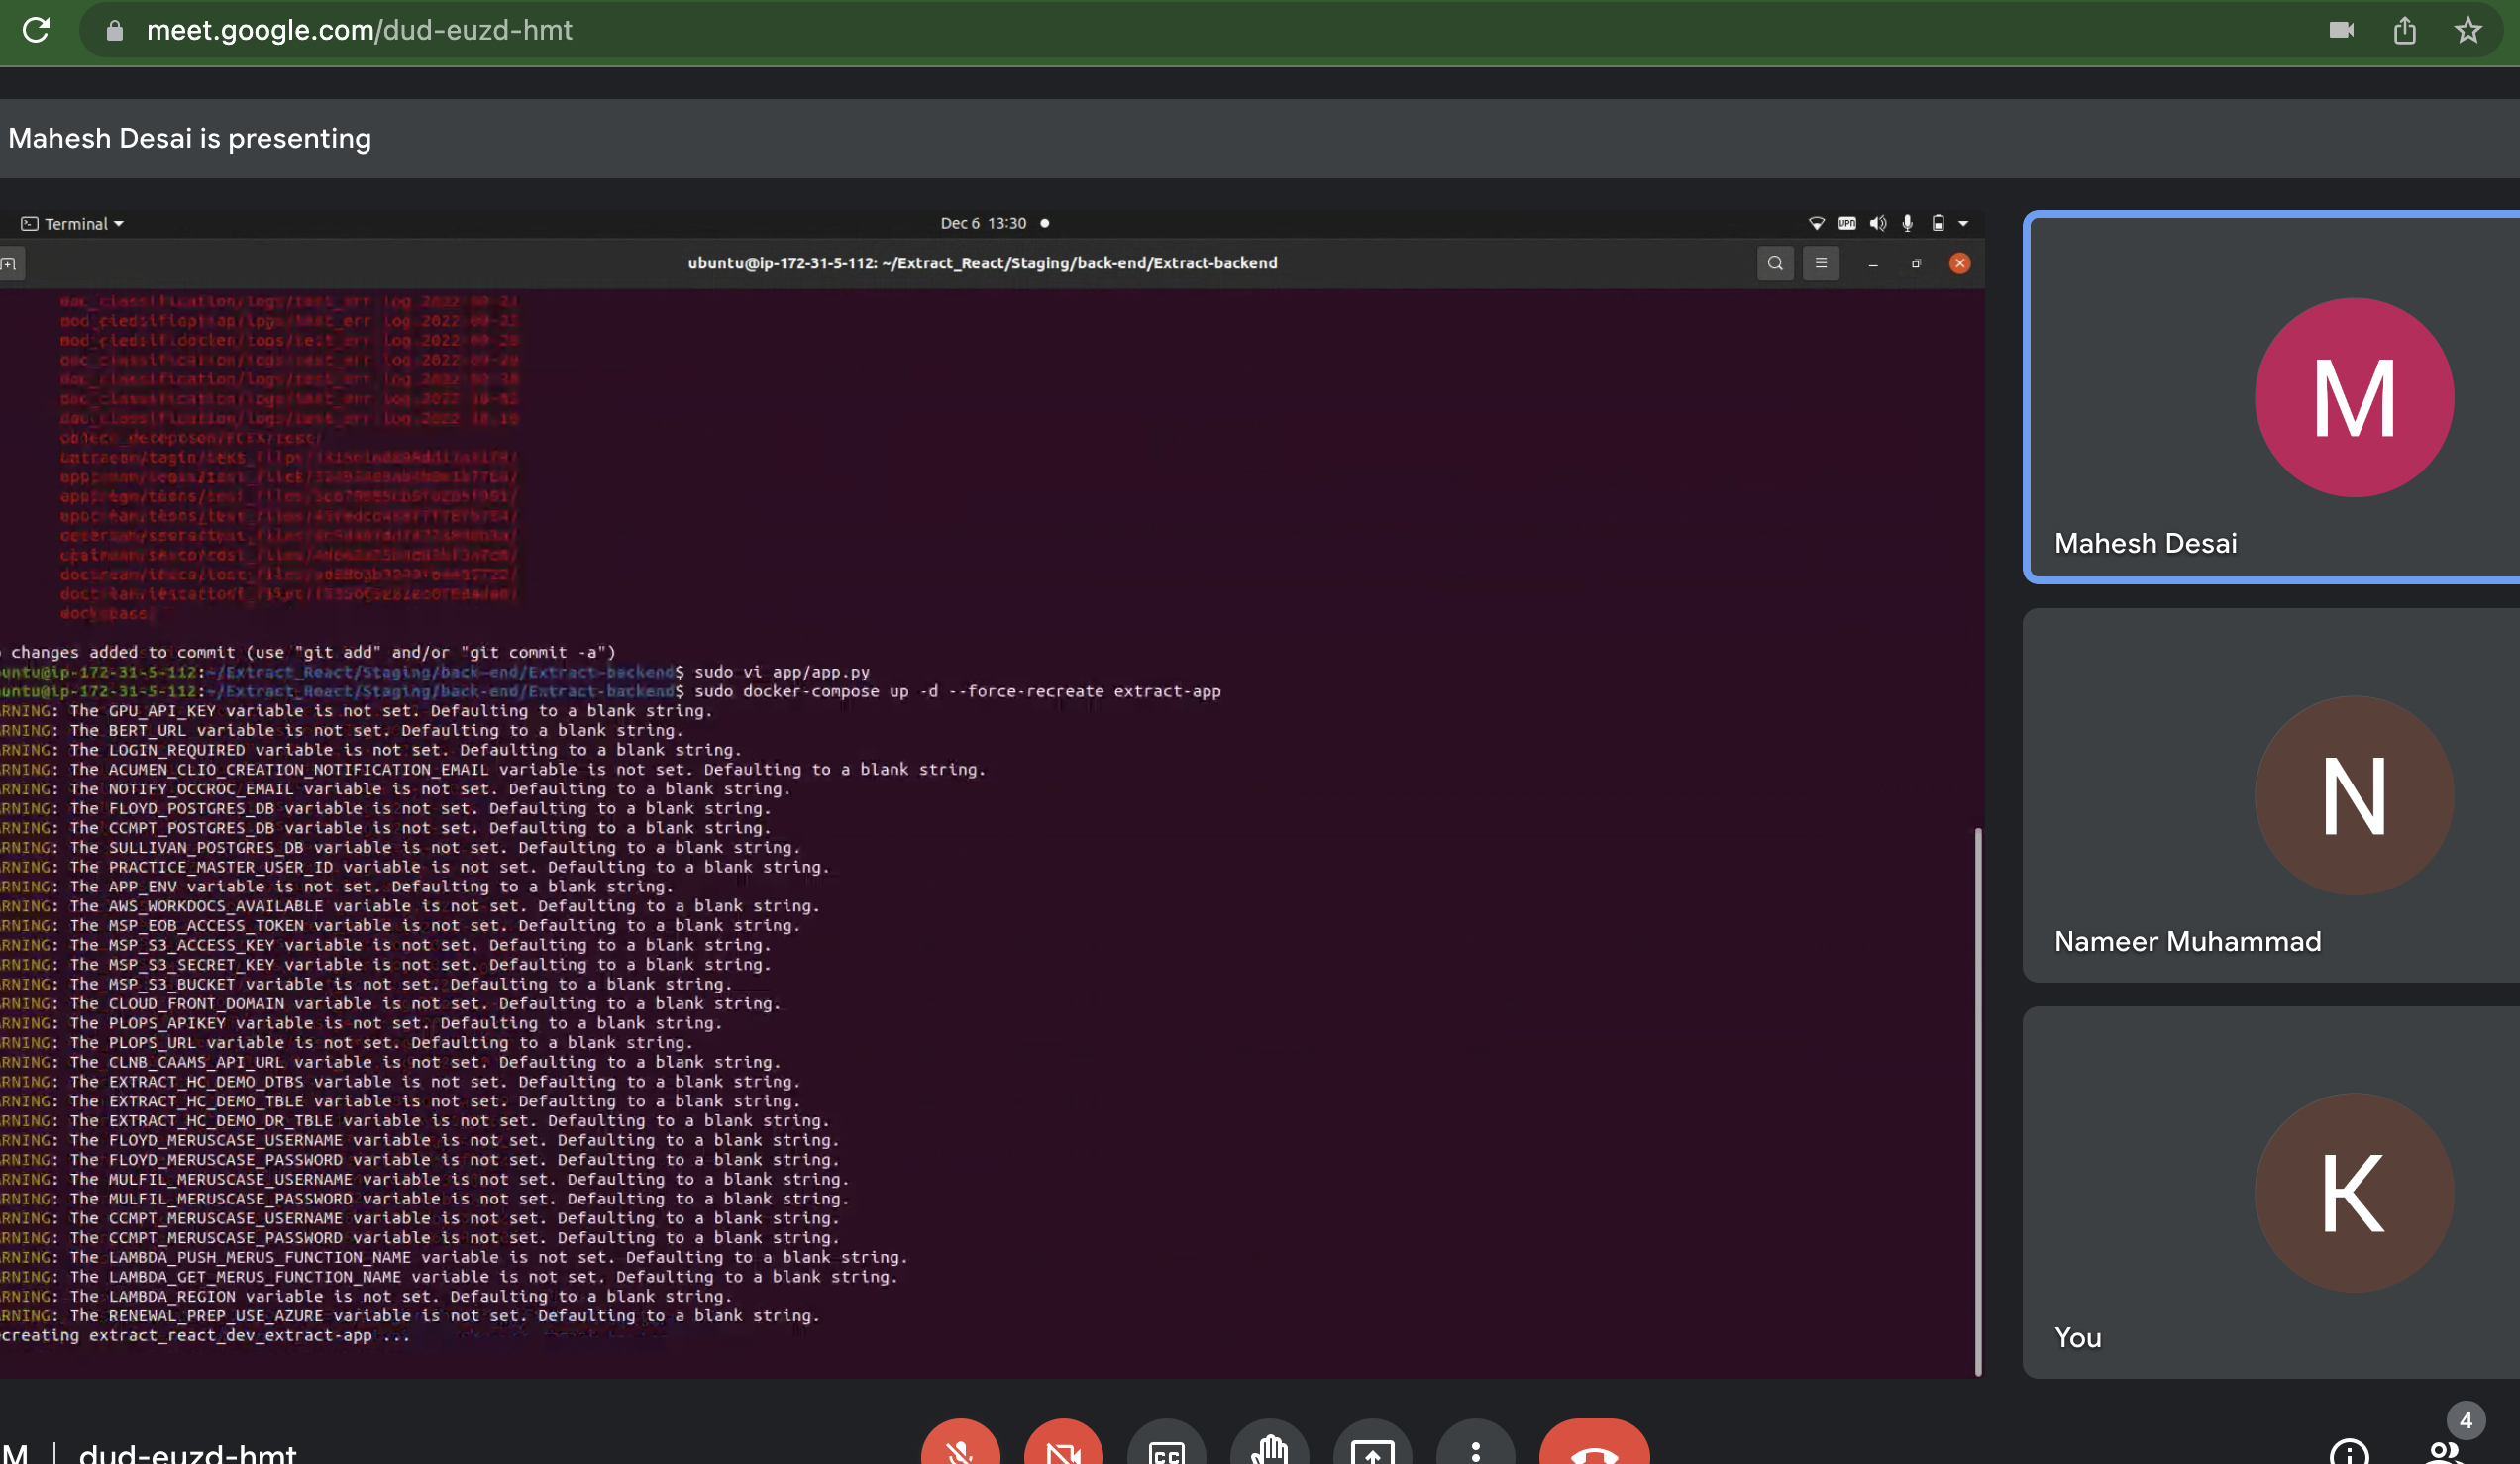 meet.google.com/dud-euzd-hmt
Mahesh Desai is presenting
Terminal
Dec 6 13:30
VPN
ubuntu@ip-172-31-5-112: ~/Extract_React/Staging/back-end/Extract-backend
changes added to commit (use "git add" and/or "git commit -a")
untu@ip-172-31-5-112:~/Extract_React/Staging/back-end/Extract-backend$ sudo vi app/app.py
untu@ip-172-31-5-112:~/Extract_React/Staging/back-end/Extract-backend$ sudo docker-compose up -d --force-recreate extract-app
RNING: The GPU_API_KEY variable is not set. Defaulting to a blank string.
RNING: The BERT_URL variable is not set. Defaulting to a blank string.
RNING: The LOGIN_REQUIRED variable is not set. Defaulting to a blank string.
RNING: The ACUMEN_CLIO_CREATION_NOTIFICATION_EMAIL variable is not set. Defaulting to a blank string.
RNING: The NOTIFY_OCCROC_EMAIL variable is not set. Defaulting to a blank string.
RNING: The FLOYD_POSTGRES_DB variable is not set. Defaulting to a blank string.
RNING: The CCMPT_POSTGRES_DB variable is not set. Defaulting to a blank string.
RNING: The SULLIVAN_POSTGRES_DB variable is not set. Defaulting to a blank string.
RNING: The PRACTICE_MASTER_USER_ID variable is not set. Defaulting to a blank string.
RNING: The APP_ENV variable is not set. Defaulting to a blank string.
RNING: The AWS_WORKDOCS_AVAILABLE variable is not set. Defaulting to a blank string.
RNING: The MSP_EOB_ACCESS_TOKEN variable is not set. Defaulting to a blank string.
RNING: The MSP_S3_ACCESS_KEY variable is not set. Defaulting to a blank string.
RNING: The MSP_S3_SECRET_KEY variable is not set. Defaulting to a blank string.
RNING: The MSP_S3_BUCKET variable is not set. Defaulting to a blank string.
RNING: The CLOUD_FRONT_DOMAIN variable is not set. Defaulting to a blank string.
RNING: The PLOPS_APIKEY variable is not set. Defaulting to a blank string.
RNING: The PLOPS_URL variable is not set. Defaulting to a blank string.
RNING: The CLNB_CAAMS_API_URL variable is not set. Defaulting to a blank string.
RNING: The EXTRACT_HC_DEMO_DTBS variable is not set. Defaulting to a blank string.
RNING: The EXTRACT_HC_DEMO_TBLE variable is not set. Defaulting to a blank string.
RNING: The EXTRACT_HC_DEMO_DR_TBLE variable is not set. Defaulting to a blank string.
RNING: The FLOYD_MERUSCASE_USERNAME variable is not set. Defaulting to a blank string.
RNING: The FLOYD_MERUSCASE_PASSWORD variable is not set. Defaulting to a blank string.
RNING: The MULFIL_MERUSCASE_USERNAME variable is not set. Defaulting to a blank string.
RNING: The MULFIL_MERUSCASE_PASSWORD variable is not set. Defaulting to a blank string.
RNING: The CCMPT_MERUSCASE_USERNAME variable is not set. Defaulting to a blank string.
RNING: The CCMPT_MERUSCASE_PASSWORD variable is not set. Defaulting to a blank string.
RNING: The LAMBDA_PUSH_MERUS_FUNCTION_NAME variable is not set. Defaulting to a blank string.
RNING: The LAMBDA_GET_MERUS_FUNCTION_NAME variable is not set. Defaulting to a blank string.
RNING: The LAMBDA_REGION variable is not set. Defaulting to a blank string.
RNING: The RENEWAL_PREP_USE_AZURE variable is not set. Defaulting to a blank string.
creating extract_react_dev_extract-app ...
M
Mahesh Desai
N
Nameer Muhammad
K
You
M | dud-euzd-hmt
CC
4